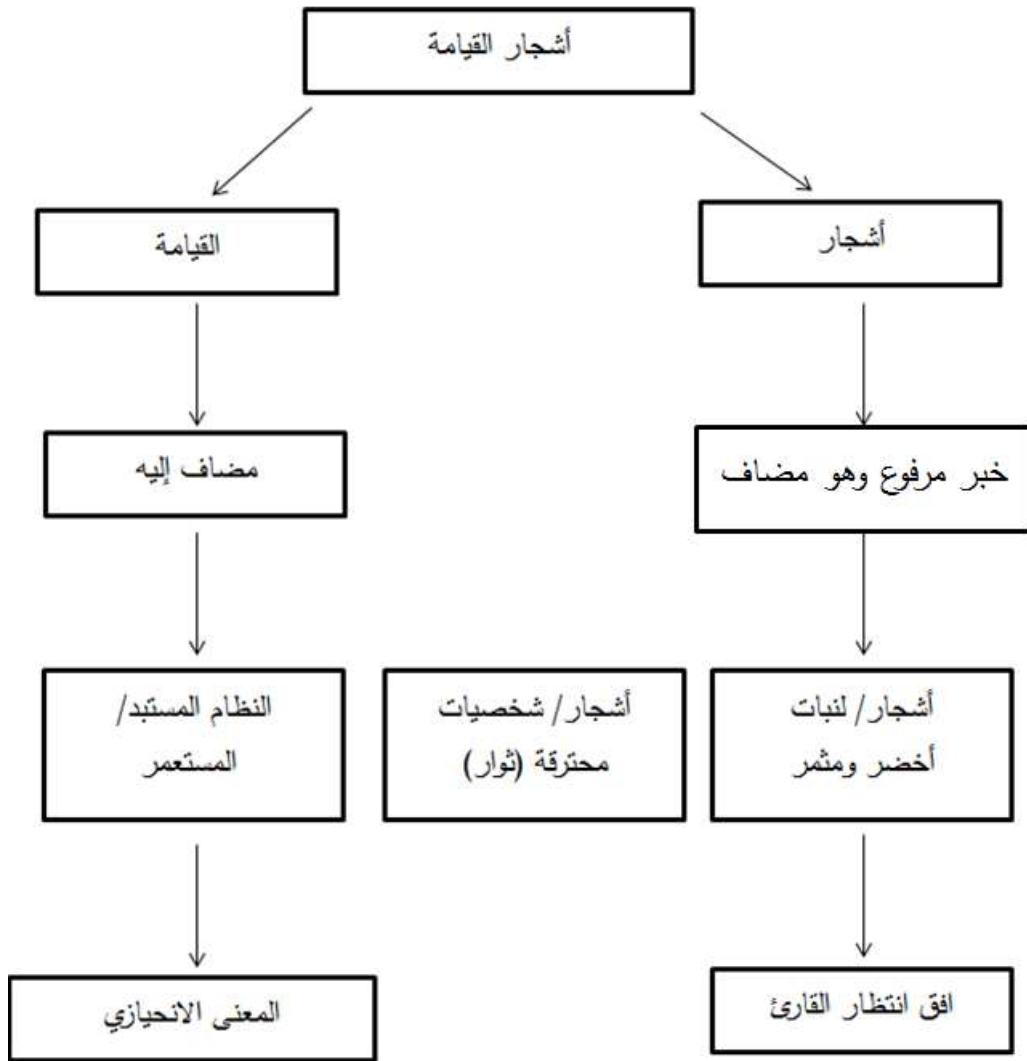 أشجار القيامة
أشجار
القيامة
خبر مرفوع وهو مضاف
مضاف إليه
أشجار/ لنبات
أخضر ومثمر
أشجار/ شخصيات
محترقة (ثوار)
النظام المستبد/
المستعمر
افق انتظار القارئ
المعنى الانحيازي